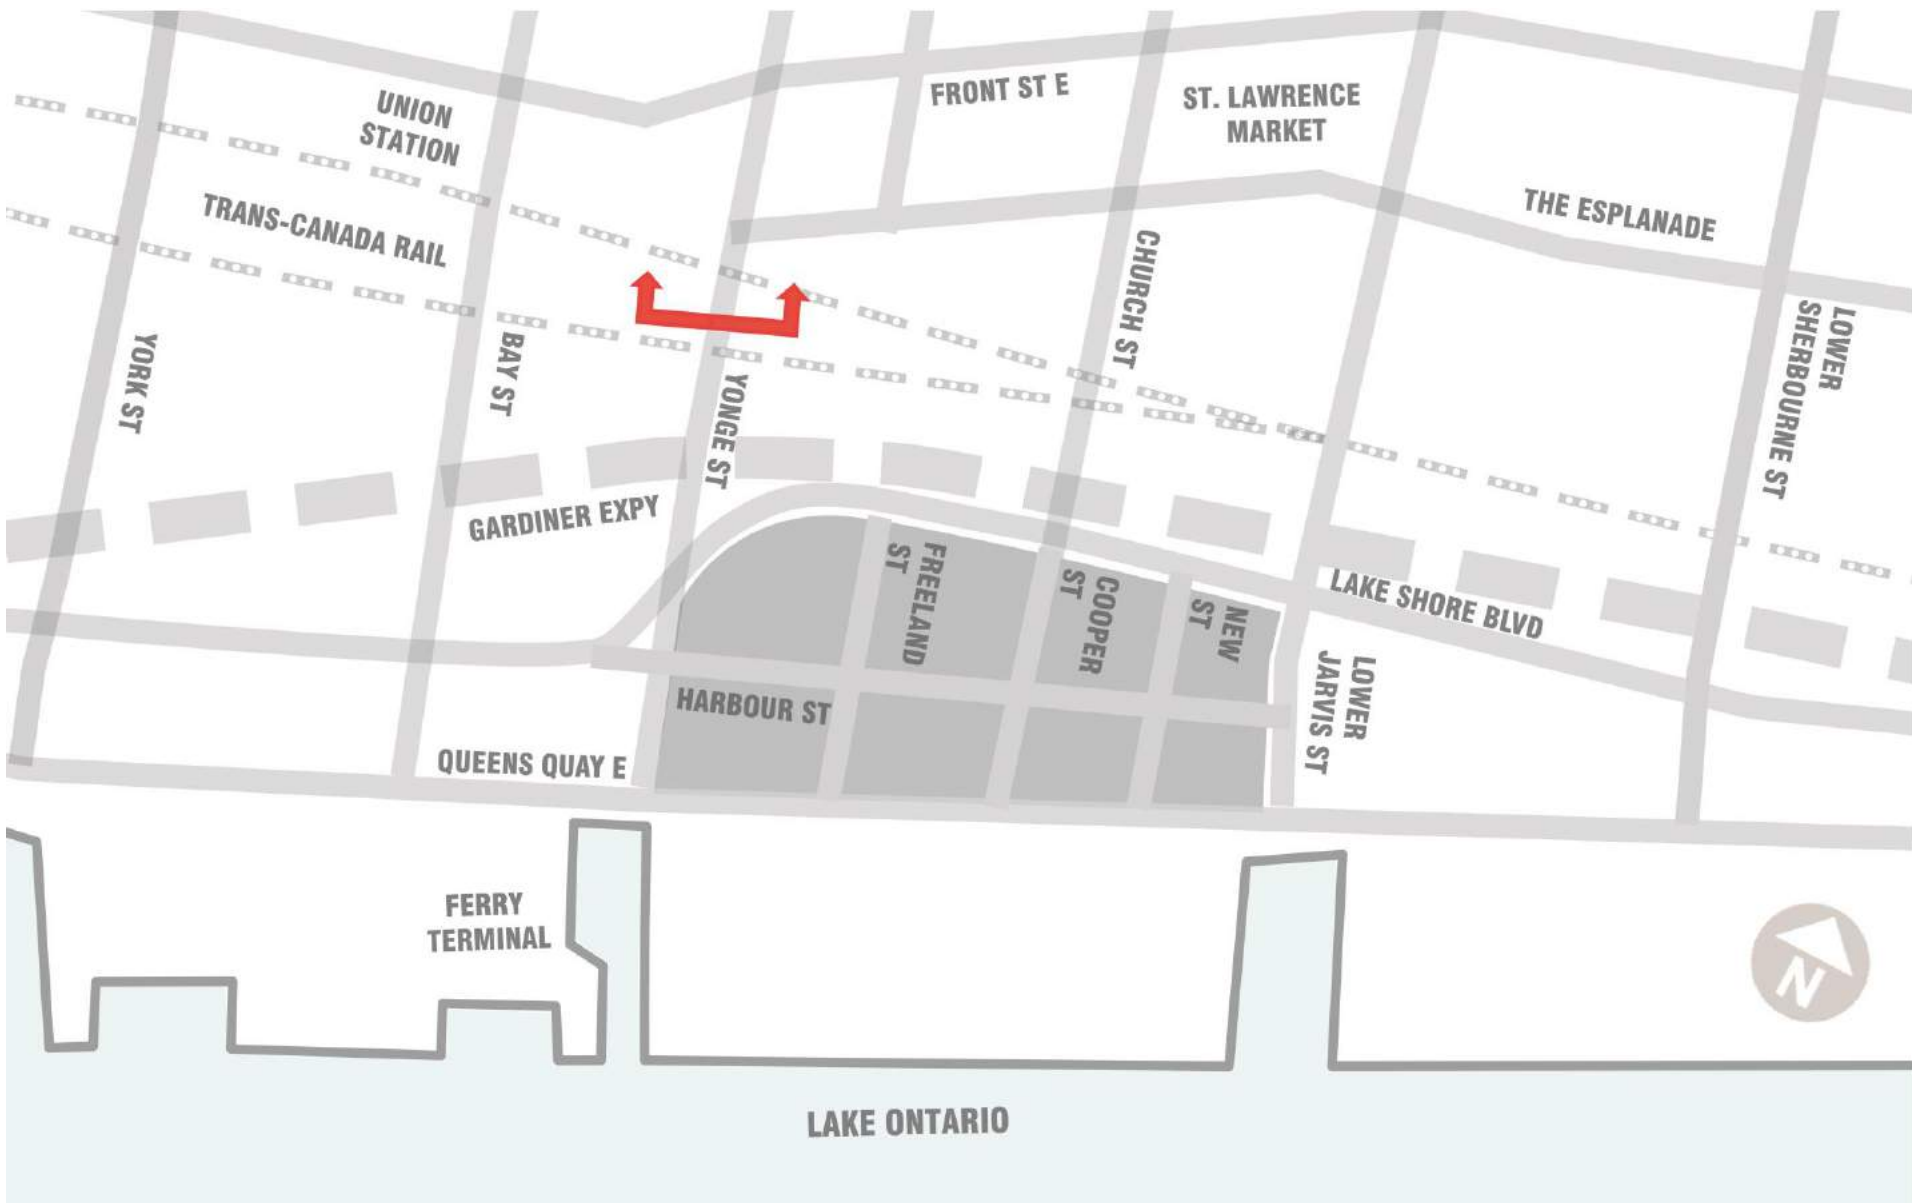 FRONT ST E
UNION
STATION
ST. LAWRENCE
MARKET
THE ESPLANADE
TRANS-CANADA RAIL
CHURCH ST
LOWER
SHERBOURNE ST
YORK ST
BAY ST
YONGE ST
GARDINER EXPY
FREELAND
ST
COOPER
ST
NEW
ST
LAKE SHORE BLVD
LOWER
JARVIS ST
HARBOUR ST
QUEENS QUAY E
FERRY
TERMINAL
N
LAKE ONTARIO